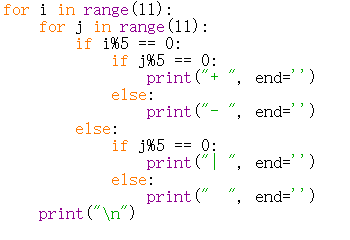 for i in range(11):
    for j in range(11):
        if i%5 == 0:
            if j%5 == 0:
                print("+ ", end='')
            else:
                print("- ", end='')
        else:
            if j%5 == 0:
                print("| ", end='')
            else:
                print("  ", end='')
    print("\n")